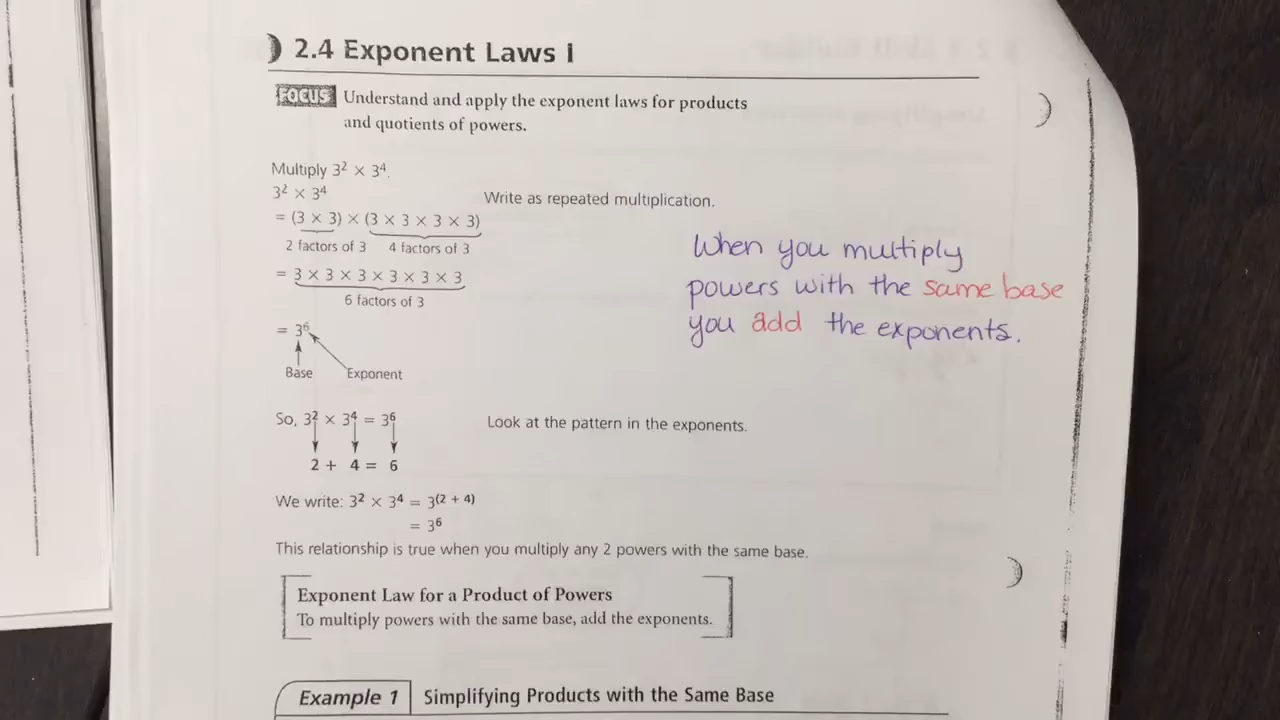 2.4 Exponent Laws I
FOCUS Understand and apply the exponent laws for products
and quotients of powers.
Multiply 3² × 3⁴.
3² × 3⁴ Write as repeated multiplication.
= (3 × 3) × (3 × 3 × 3 × 3)
2 factors of 3 4 factors of 3
= 3 × 3 × 3 × 3 × 3 × 3
6 factors of 3
= 3⁶
Base Exponent
When you multiply
powers with the same base
you add the exponents.
So, 3² × 3⁴ = 3⁶ Look at the pattern in the exponents.
2 + 4 = 6
We write: 3² × 3⁴ = 3⁽² ⁺ ⁴⁾
= 3⁶
This relationship is true when you multiply any 2 powers with the same base.
Exponent Law for a Product of Powers
To multiply powers with the same base, add the exponents.
Example 1 Simplifying Products with the Same Base